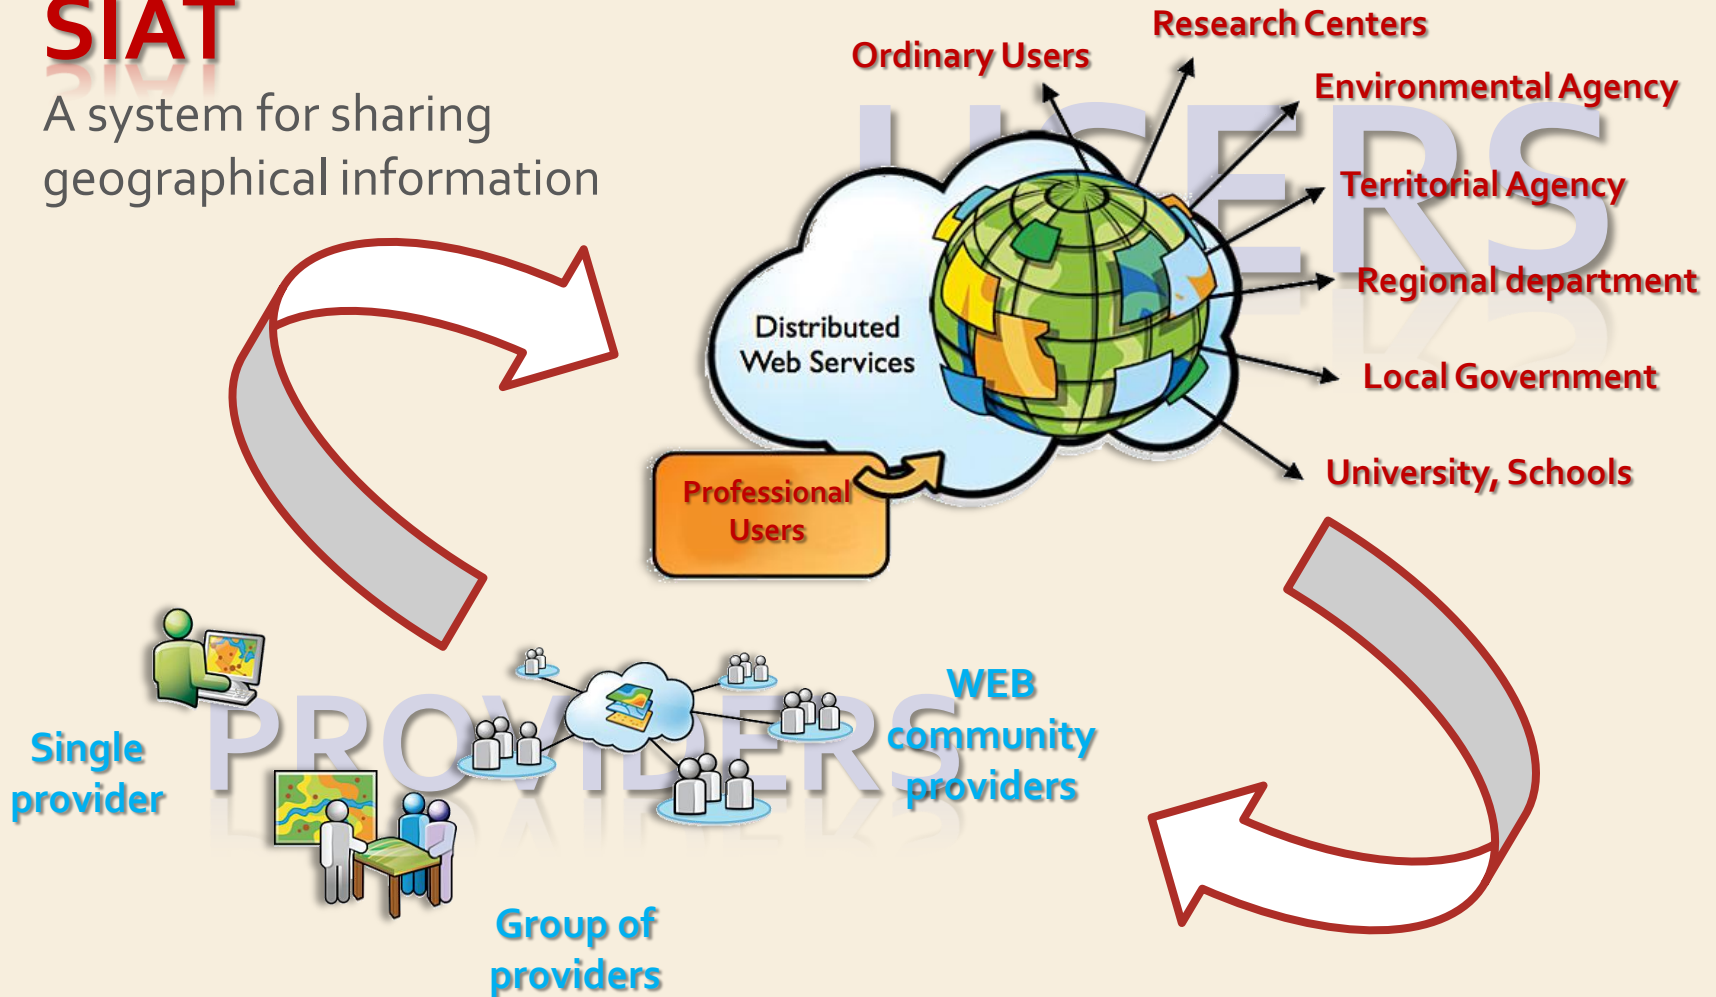 SIAT
A system for sharing
geographical information
USERS
Ordinary Users
Research Centers
Environmental Agency
Territorial Agency
Regional department
Local Government
University, Schools
Distributed
Web Services
Professional
Users
PROVIDERS
Single
provider
Group of
providers
WEB
community
providers